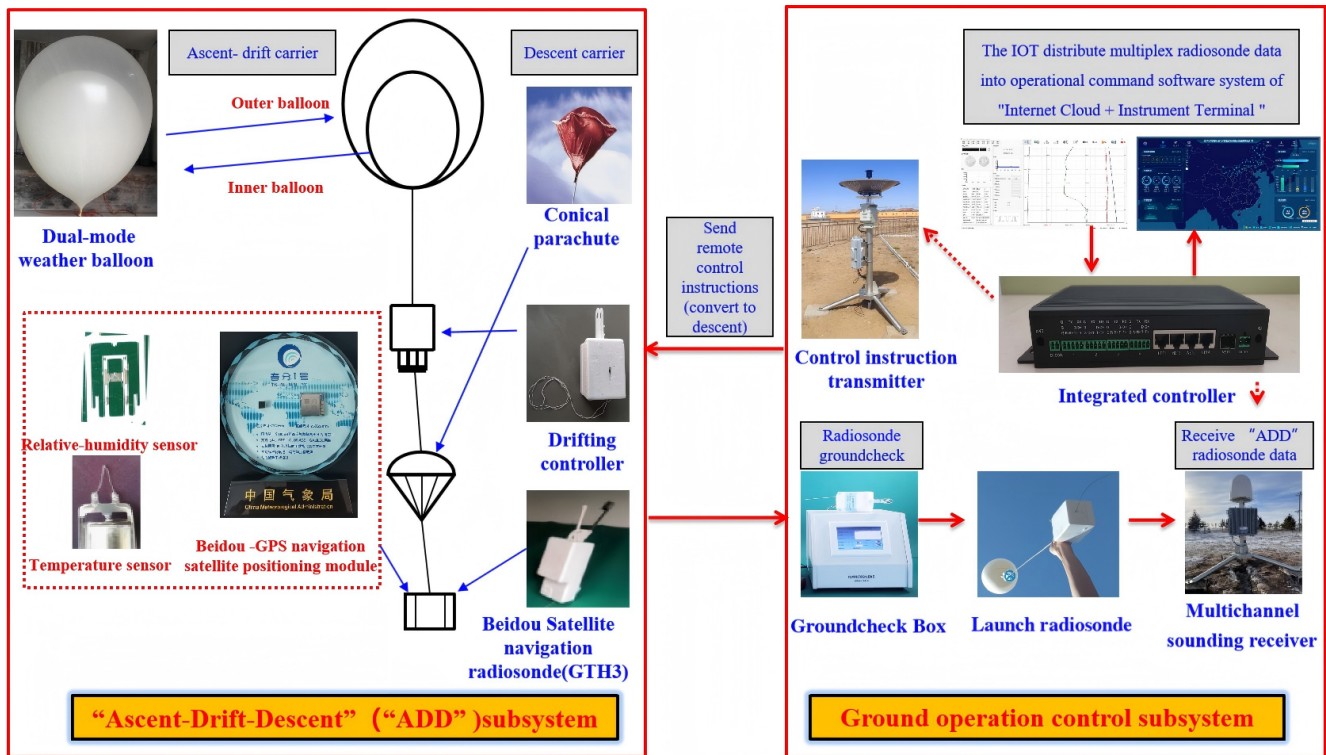 Ascent- drift carrier
Descent carrier
Outer balloon
Inner balloon
Dual-mode
weather balloon
Conical
parachute
Relative-humidity sensor
Temperature sensor
中国气象局
China Meteorological Administration
Beidou -GPS navigation
satellite positioning module
Drifting
controller
Beidou Satellite
navigation
radiosonde(GTH3)
“Ascent-Drift-Descent” (“ADD” )subsystem
Send
remote
control
instructions
(convert to
descent)
The IOT distribute multiplex radiosonde data
into operational command software system of
"Internet Cloud + Instrument Terminal "
Control instruction
transmitter
Integrated controller
Radiosonde
groundcheck
Receive “ADD”
radiosonde data
Groundcheck Box
Launch radiosonde
Multichannel
sounding receiver
Ground operation control subsystem